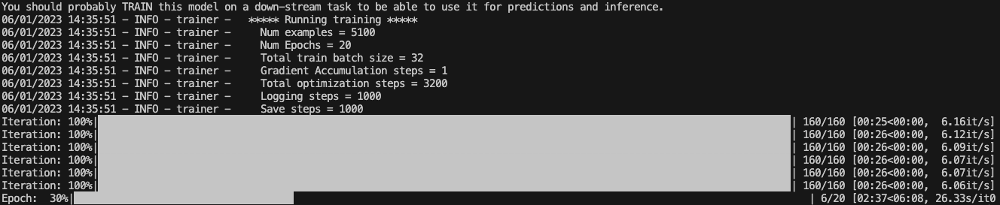 You should probably TRAIN this model on a down-stream task to be able to use it for predictions and inference.
06/01/2023 14:35:51 - INFO - trainer -   ***** Running training *****
06/01/2023 14:35:51 - INFO - trainer -     Num examples = 5100
06/01/2023 14:35:51 - INFO - trainer -     Num Epochs = 20
06/01/2023 14:35:51 - INFO - trainer -     Total train batch size = 32
06/01/2023 14:35:51 - INFO - trainer -     Gradient Accumulation steps = 1
06/01/2023 14:35:51 - INFO - trainer -     Total optimization steps = 3200
06/01/2023 14:35:51 - INFO - trainer -     Logging steps = 1000
06/01/2023 14:35:51 - INFO - trainer -     Save steps = 1000
Iteration: 100%| | 160/160 [00:25<00:00,  6.16it/s]
Iteration: 100%| | 160/160 [00:26<00:00,  6.12it/s]
Iteration: 100%| | 160/160 [00:26<00:00,  6.09it/s]
Iteration: 100%| | 160/160 [00:26<00:00,  6.07it/s]
Iteration: 100%| | 160/160 [00:26<00:00,  6.07it/s]
Iteration: 100%| | 160/160 [00:26<00:00,  6.06it/s]
Epoch:  30%| | 6/20 [02:37<06:08, 26.33s/it0